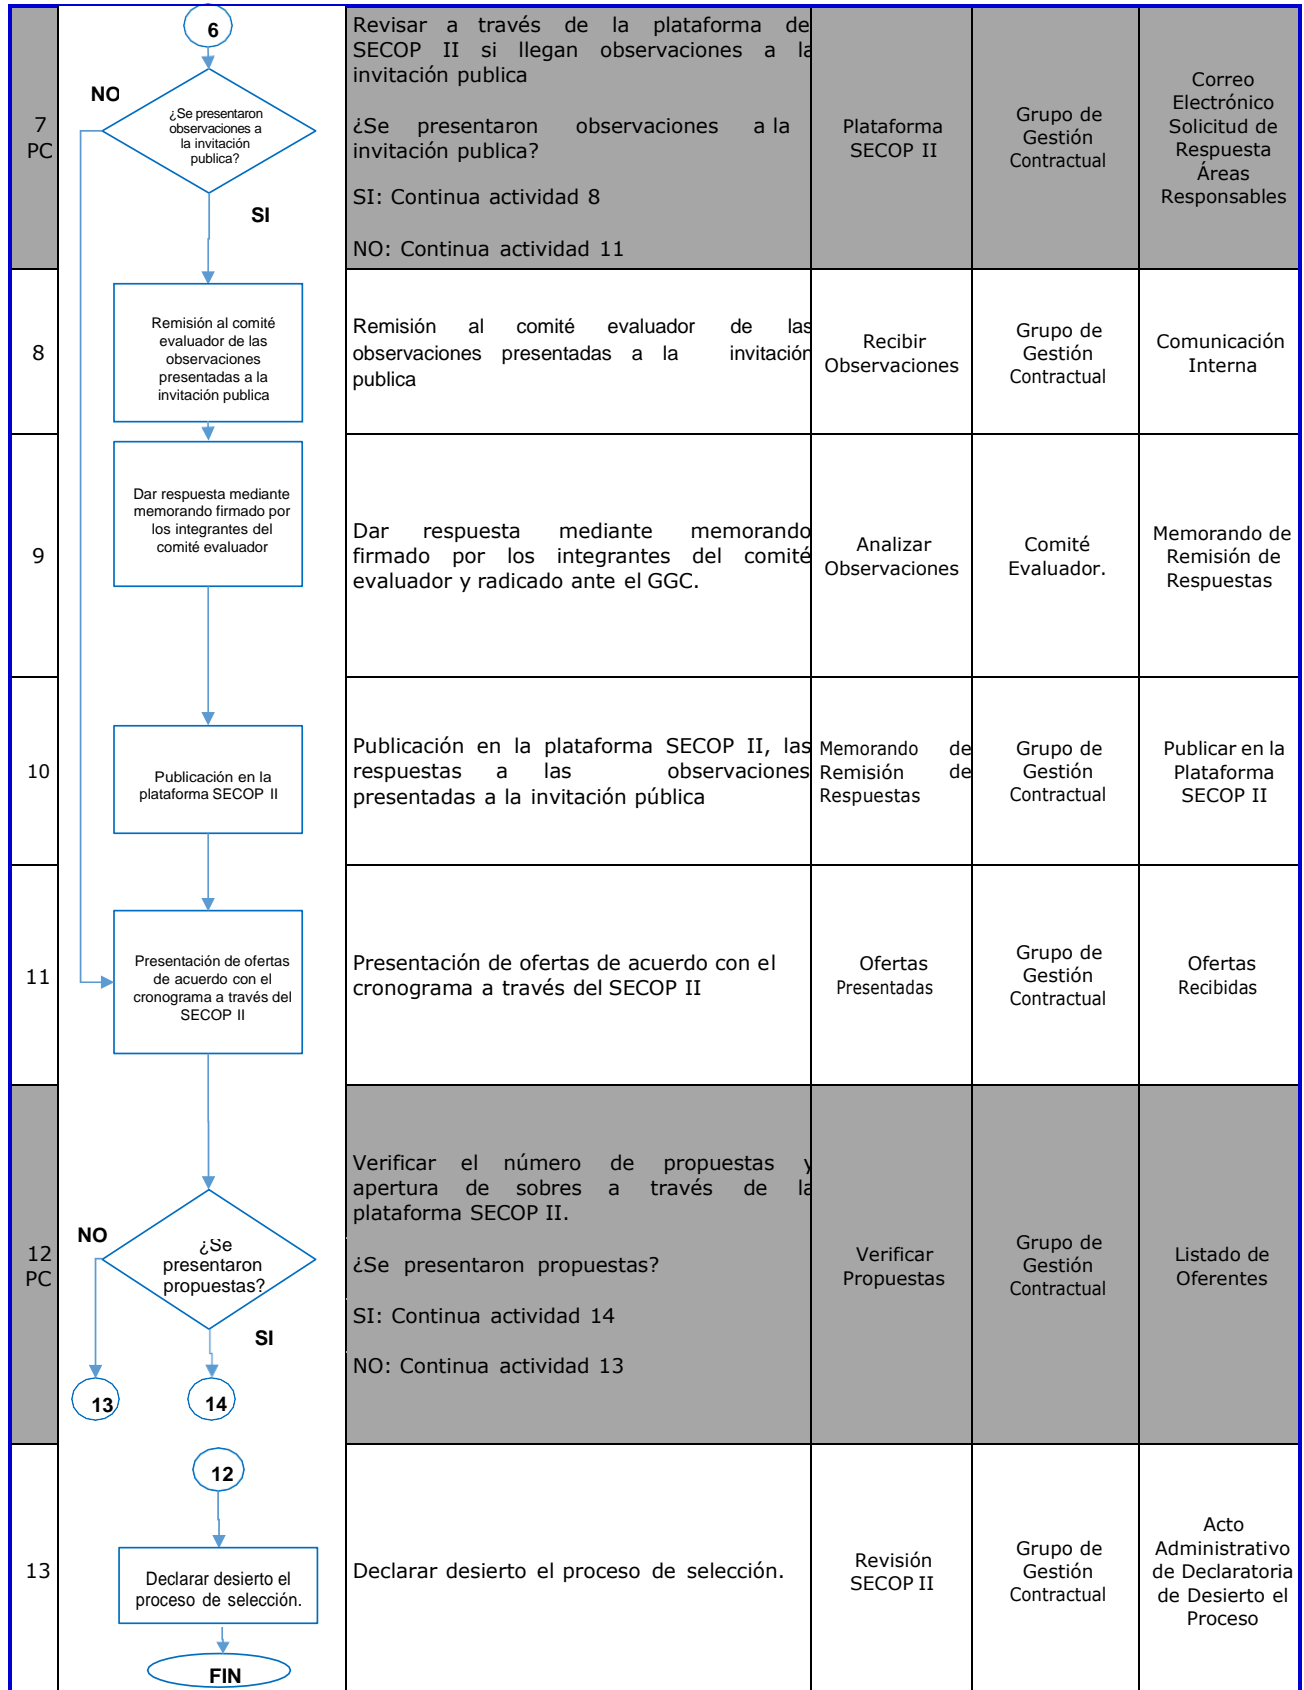 7
PC
6
NO
¿Se presentaron
observaciones a
la invitación
publica?
SI
Revisar a través de la plataforma de
SECOP II si llegan observaciones a la
invitación publica
¿Se presentaron observaciones a la
invitación publica?
SI: Continua actividad 8
NO: Continua actividad 11
Plataforma
SECOP II
Grupo de
Gestión
Contractual
Correo
Electrónico
Solicitud de
Respuesta
Áreas
Responsables
8
Remisión al comité
evaluador de las
observaciones
presentadas a la
invitación publica
Remisión al comité evaluador de las
observaciones presentadas a la invitación
publica
Recibir
Observaciones
Grupo de
Gestión
Contractual
Comunicación
Interna
9
Dar respuesta mediante
memorando firmado por
los integrantes del
comité evaluador
Dar respuesta mediante memorando
firmado por los integrantes del comité
evaluador y radicado ante el GGC.
Analizar
Observaciones
Comité
Evaluador.
Memorando de
Remisión de
Respuestas
10
Publicación en la
plataforma SECOP II
Publicación en la plataforma SECOP II, las
respuestas a las observaciones
presentadas a la invitación pública
Memorando de
Remisión de
Respuestas
Grupo de
Gestión
Contractual
Publicar en la
Plataforma
SECOP II
11
Presentación de ofertas
de acuerdo con el
cronograma a través del
SECOP II
Presentación de ofertas de acuerdo con el
cronograma a través del SECOP II
Ofertas
Presentadas
Grupo de
Gestión
Contractual
Ofertas
Recibidas
12
PC
NO
¿Se
presentaron
propuestas?
SI
13
14
Verificar el número de propuestas y
apertura de sobres a través de la
plataforma SECOP II.
¿Se presentaron propuestas?
SI: Continua actividad 14
NO: Continua actividad 13
Verificar
Propuestas
Grupo de
Gestión
Contractual
Listado de
Oferentes
13
12
Declarar desierto el
proceso de selección.
FIN
Declarar desierto el proceso de selección.
Revisión
SECOP II
Grupo de
Gestión
Contractual
Acto
Administrativo
de Declaratoria
de Desierto el
Proceso